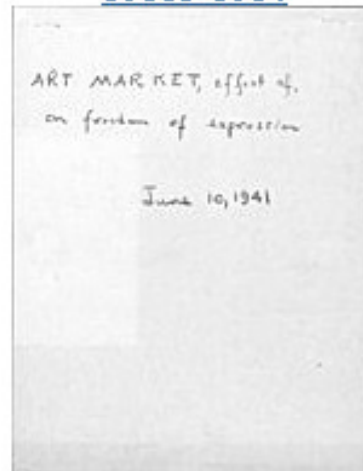 ART MARKET, effect of,
on freedom of expression
June 10, 1941